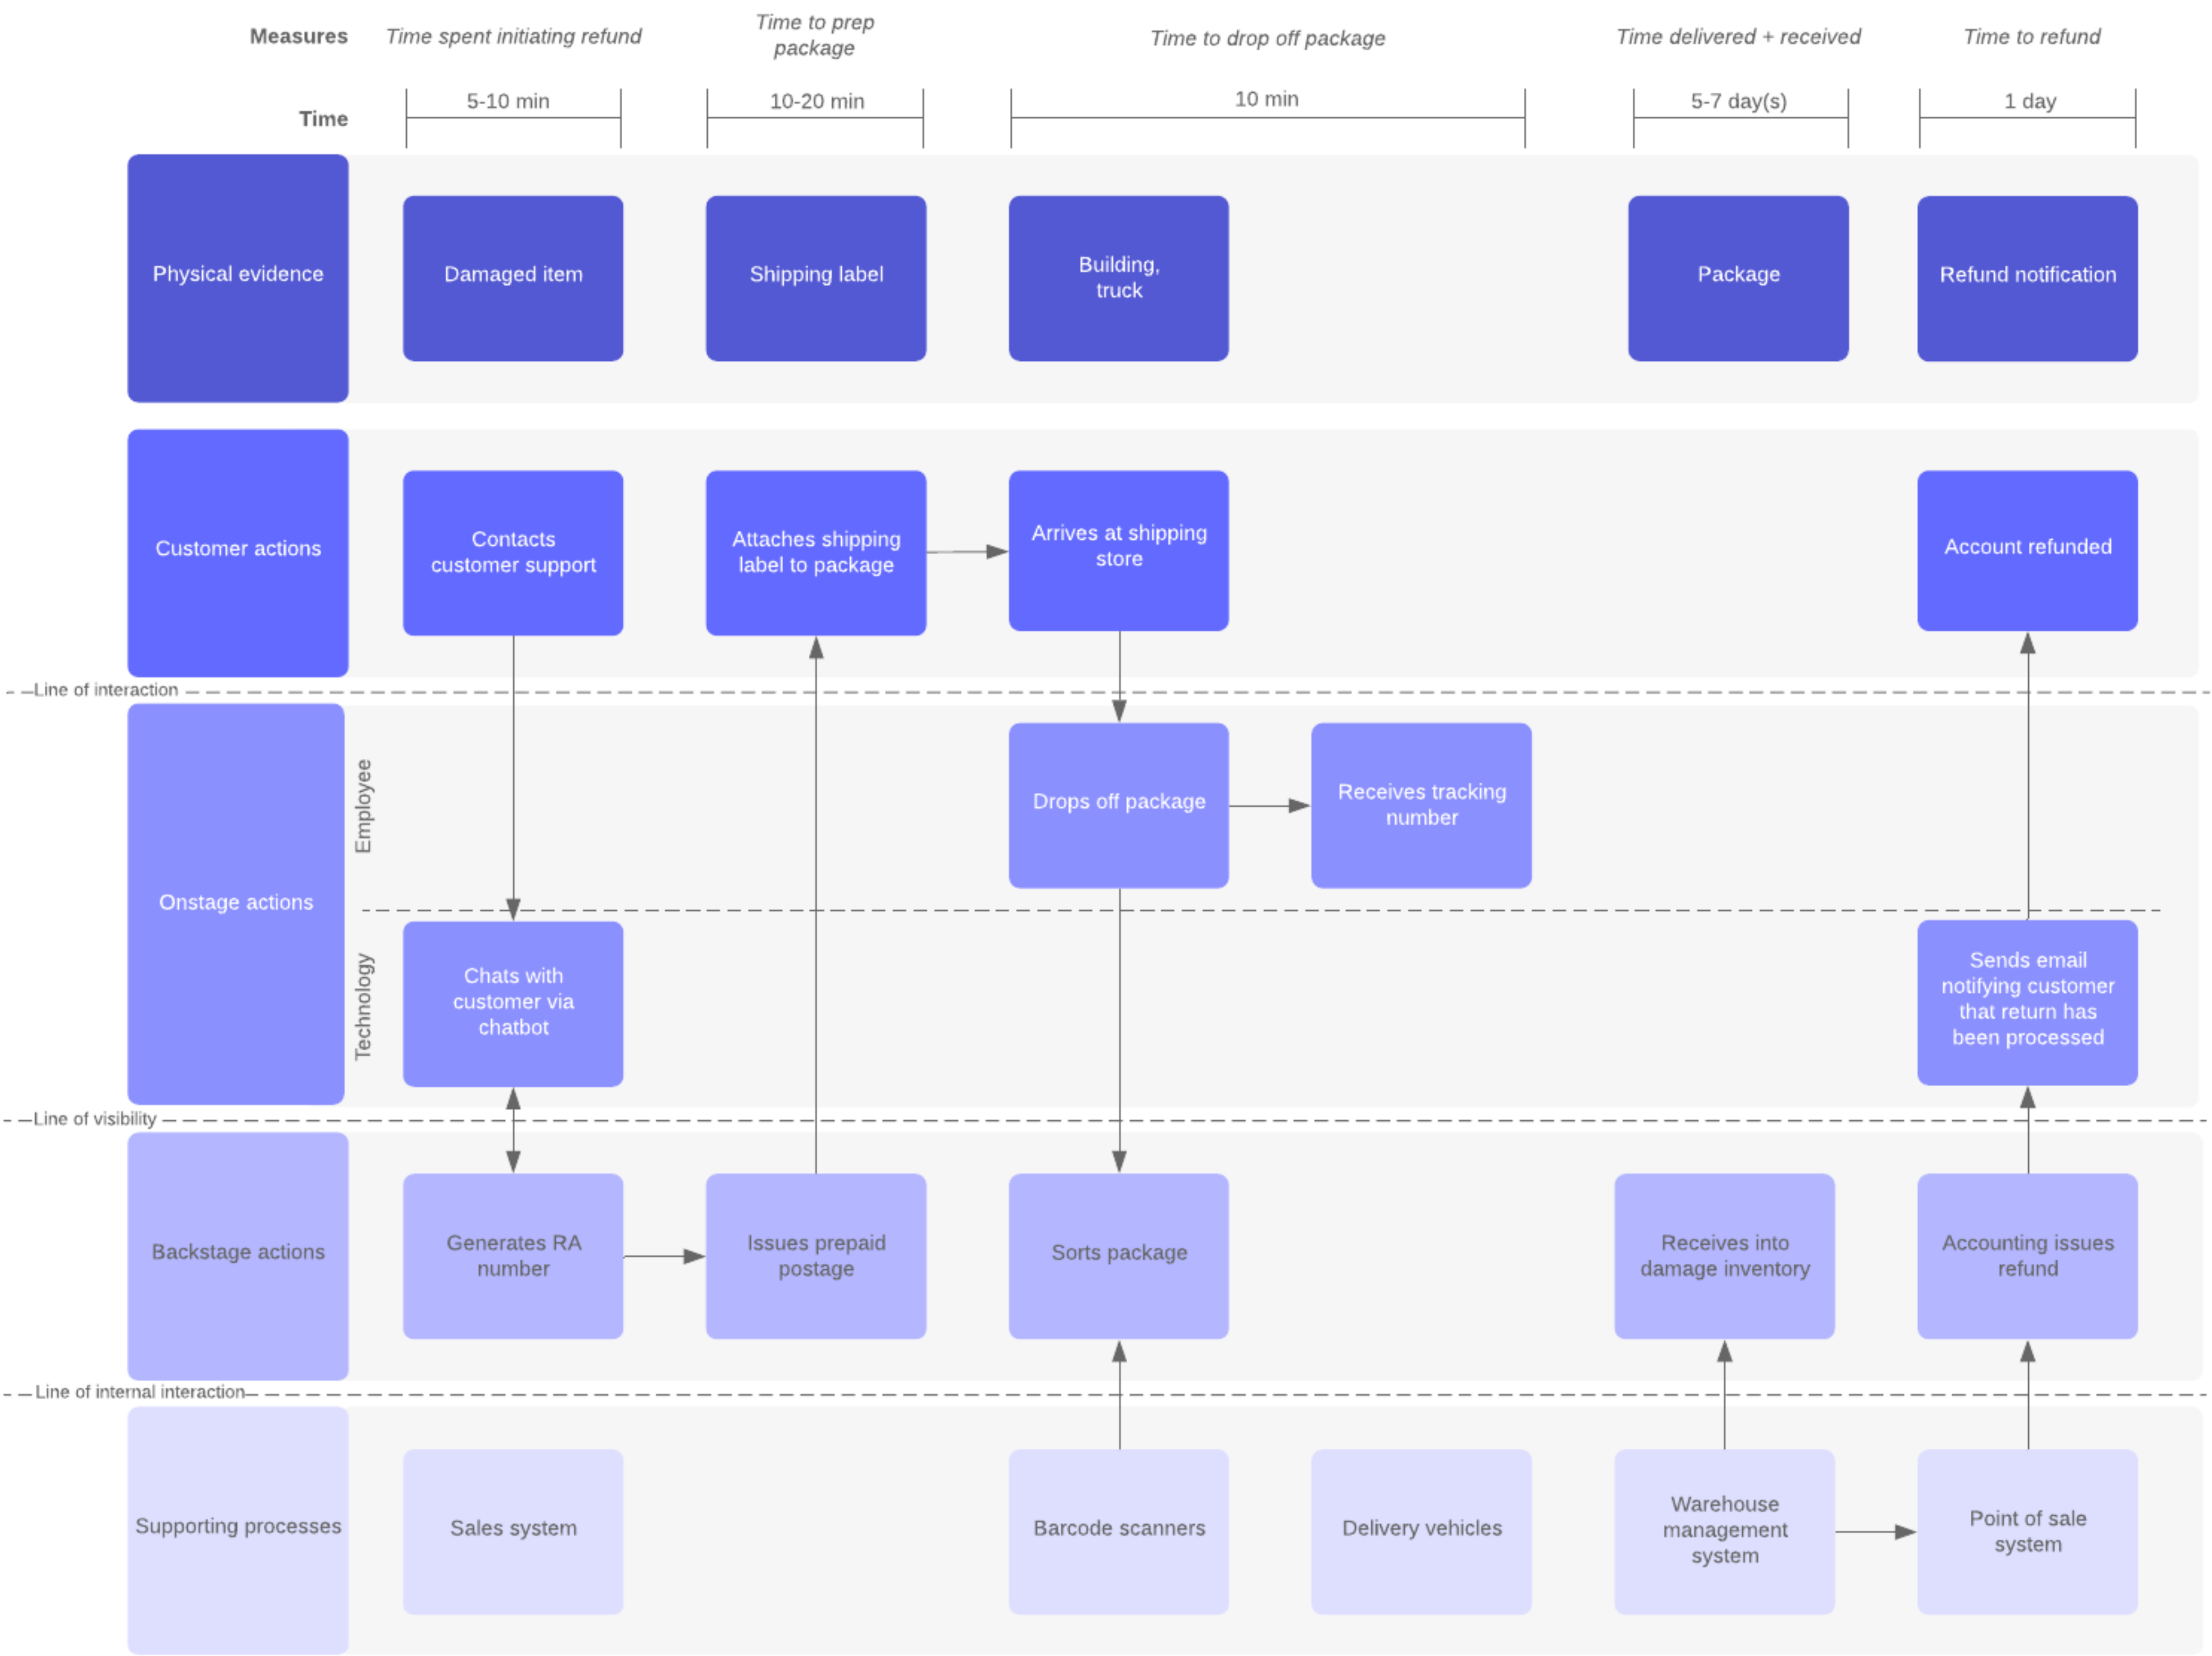 Measures
Time spent initiating refund
Time to prep
package
Time to drop off package
Time delivered + received
Time to refund
Time
5-10 min
10-20 min
10 min
5-7 day(s)
1 day
Physical evidence
Damaged item
Shipping label
Building,
truck
Package
Refund notification
Customer actions
Contacts
customer support
Attaches shipping
label to package
Arrives at shipping
store
Account refunded
Line of interaction
Onstage actions
Employee
Drops off package
Receives tracking
number
Technology
Chats with
customer via
chatbot
Sends email
notifying customer
that return has
been processed
Line of visibility
Backstage actions
Generates RA
number
Issues prepaid
postage
Sorts package
Receives into
damage inventory
Accounting issues
refund
Line of internal interaction
Supporting processes
Sales system
Barcode scanners
Delivery vehicles
Warehouse
management
system
Point of sale
system